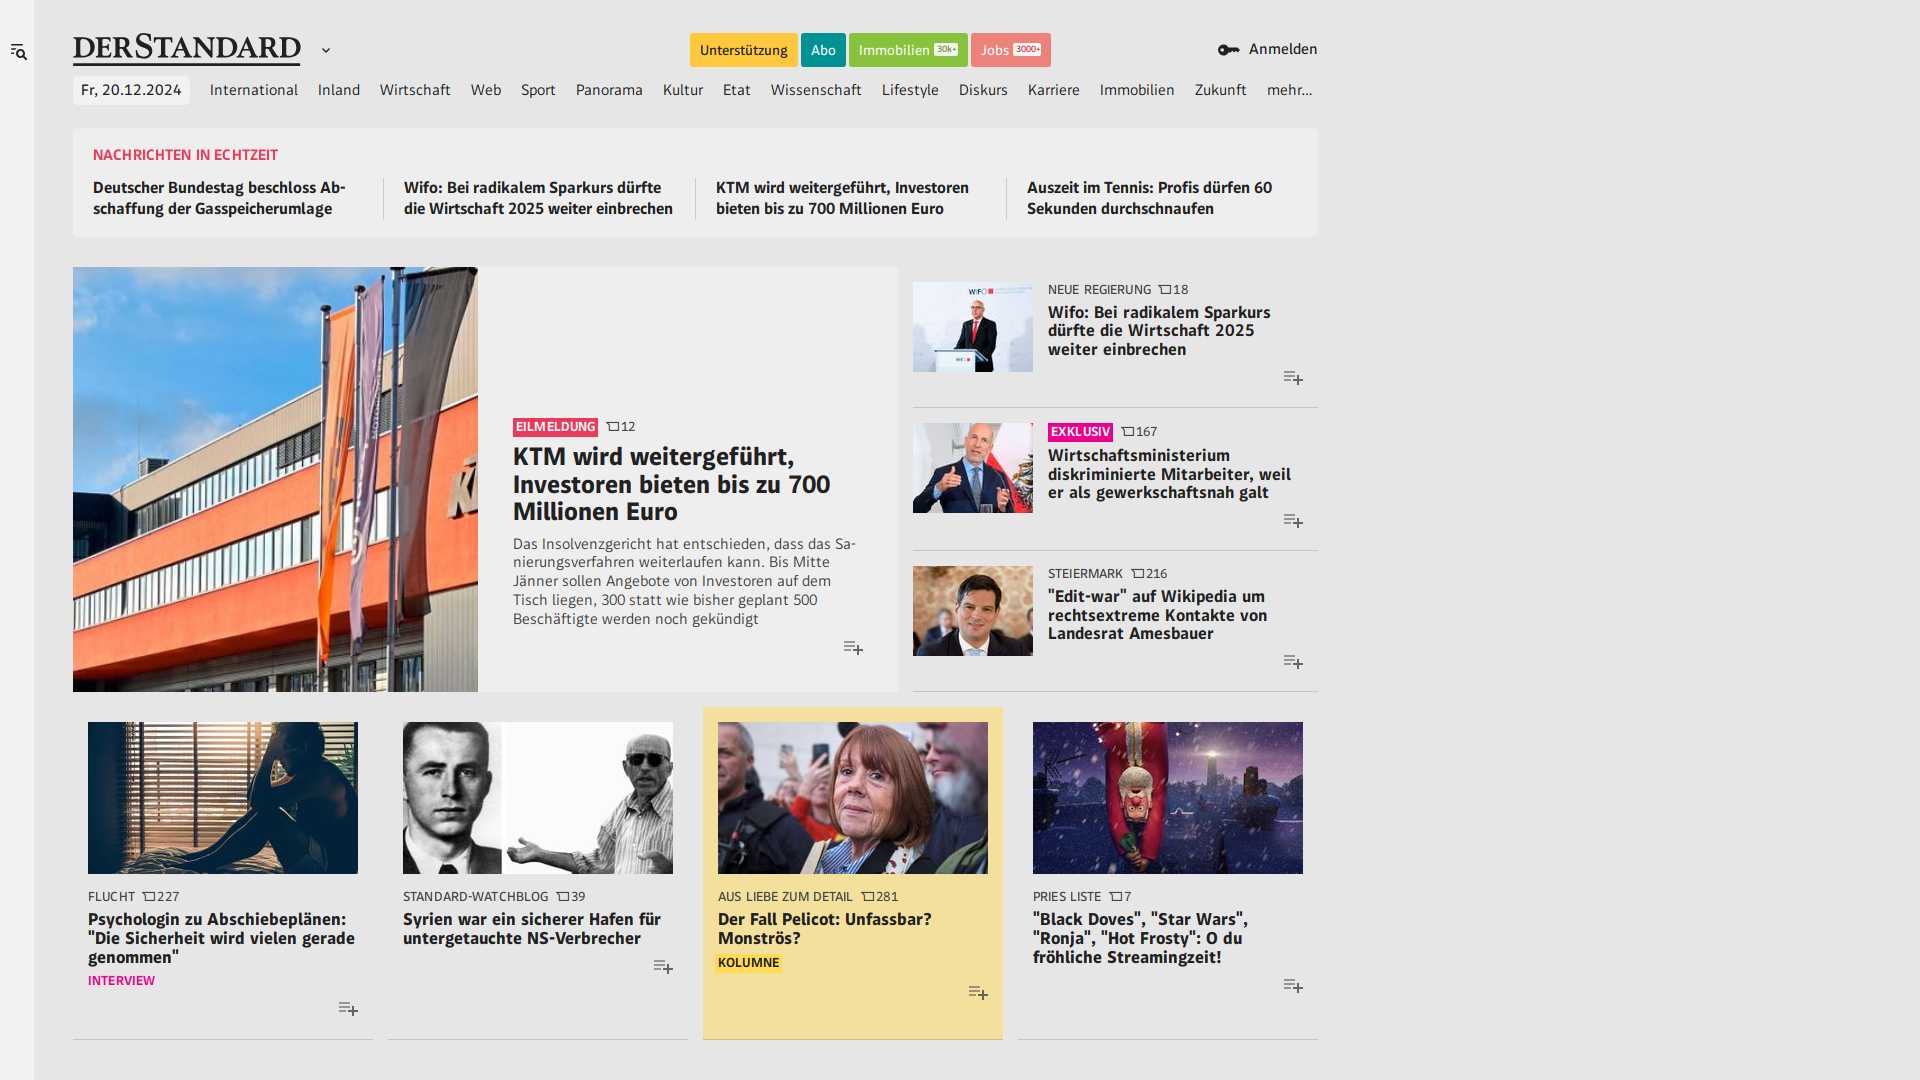 DERSTANDARD
Unterstützung
Abo
Immobilien 30k+
Jobs 3000+
Anmelden
Fr, 20.12.2024
International
Inland
Wirtschaft
Web
Sport
Panorama
Kultur
Etat
Wissenschaft
Lifestyle
Diskurs
Karriere
Immobilien
Zukunft
mehr…
NACHRICHTEN IN ECHTZEIT
Deutscher Bundestag beschloss Ab-
schaffung der Gasspeicherumlage
Wifo: Bei radikalem Sparkurs dürfte
die Wirtschaft 2025 weiter einbrechen
KTM wird weitergeführt, Investoren
bieten bis zu 700 Millionen Euro
Auszeit im Tennis: Profis dürfen 60
Sekunden durchschnaufen
EILMELDUNG 12
KTM wird weitergeführt,
Investoren bieten bis zu 700
Millionen Euro
Das Insolvenzgericht hat entschieden, dass das Sa-
nierungsverfahren weiterlaufen kann. Bis Mitte
Jänner sollen Angebote von Investoren auf dem
Tisch liegen, 300 statt wie bisher geplant 500
Beschäftigte werden noch gekündigt
WIFO
NEUE REGIERUNG 18
Wifo: Bei radikalem Sparkurs
dürfte die Wirtschaft 2025
weiter einbrechen
EXKLUSIV 167
Wirtschaftsministerium
diskriminierte Mitarbeiter, weil
er als gewerkschaftsnah galt
STEIERMARK 216
"Edit-war" auf Wikipedia um
rechtsextreme Kontakte von
Landesrat Amesbauer
FLUCHT 227
Psychologin zu Abschiebeplänen:
"Die Sicherheit wird vielen gerade
genommen"
INTERVIEW
STANDARD-WATCHBLOG 39
Syrien war ein sicherer Hafen für
untergetauchte NS-Verbrecher
AUS LIEBE ZUM DETAIL 281
Der Fall Pelicot: Unfassbar?
Monströs?
KOLUMNE
PRIES LISTE 7
"Black Doves", "Star Wars",
"Ronja", "Hot Frosty": O du
fröhliche Streamingzeit!